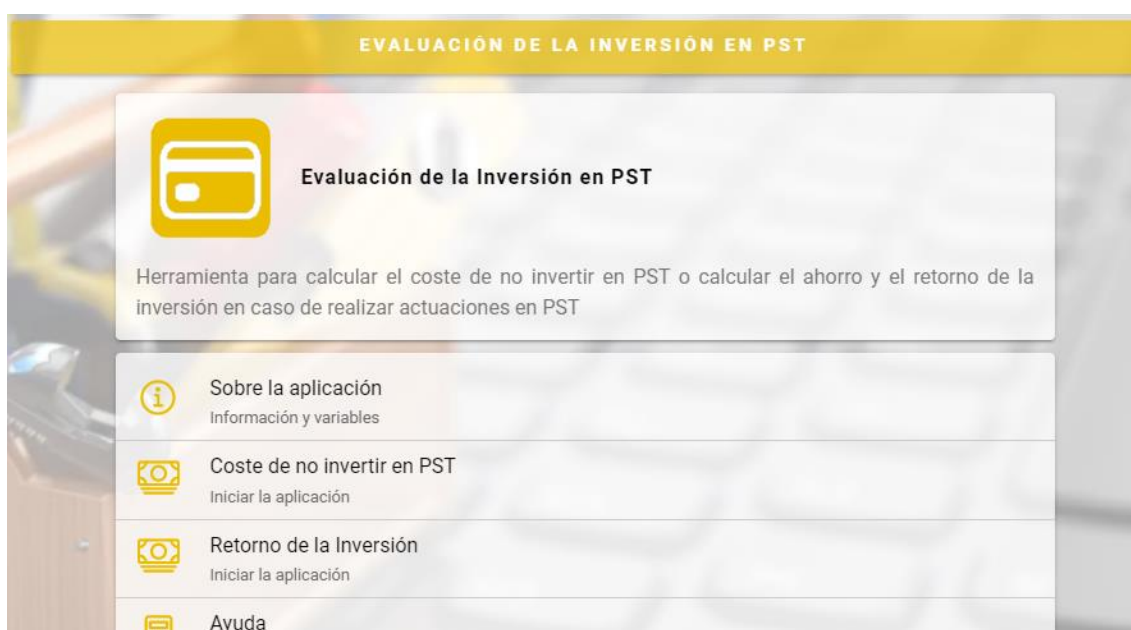 EVALUACIÓN DE LA INVERSIÓN EN PST
Evaluación de la Inversión en PST
Herramienta para calcular el coste de no invertir en PST o calcular el ahorro y el retorno de la
inversión en caso de realizar actuaciones en PST
Sobre la aplicación
Información y variables
Coste de no invertir en PST
Iniciar la aplicación
Retorno de la Inversión
Iniciar la aplicación
Ayuda